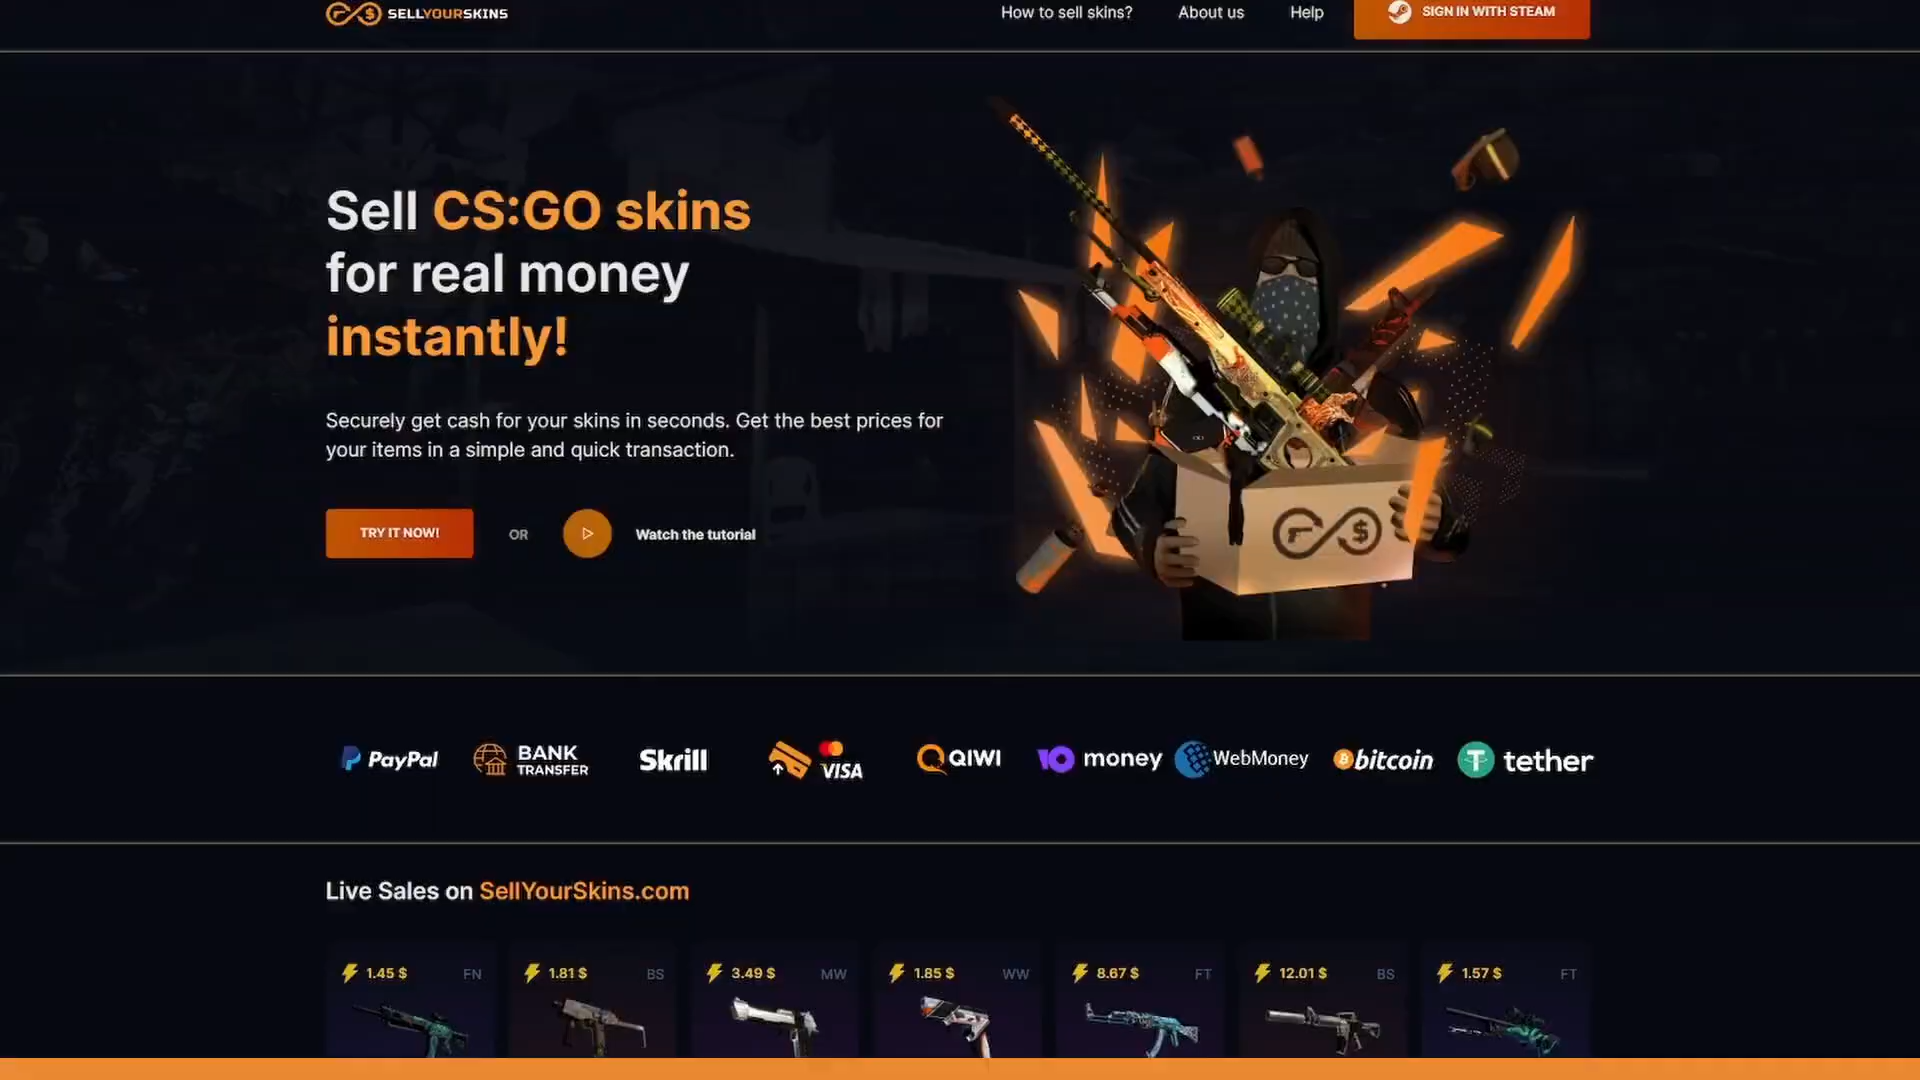 SELLYOURSKINS
How to sell skins?
About us
Help
SIGN IN WITH STEAM
Sell CS:GO skins
for real money
instantly!
Securely get cash for your skins in seconds. Get the best prices for
your items in a simple and quick transaction.
TRY IT NOW!
OR
Watch the tutorial
PayPal
BANK
TRANSFER
Skrill
VISA
QIWI
money
WebMoney
bitcoin
tether
Live Sales on SellYourSkins.com
1.45 $ FN
1.81 $ BS
3.49 $ MW
1.85 $ WW
8.67 $ FT
12.01 $ BS
1.57 $ FT